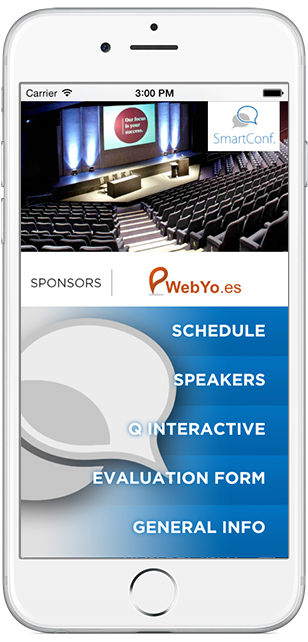 Carrier 3:00 PM
Our focus
is your
success.
SmartConf.
SPONSORS WebYo.es
SCHEDULE
SPEAKERS
Q INTERACTIVE
EVALUATION FORM
GENERAL INFO